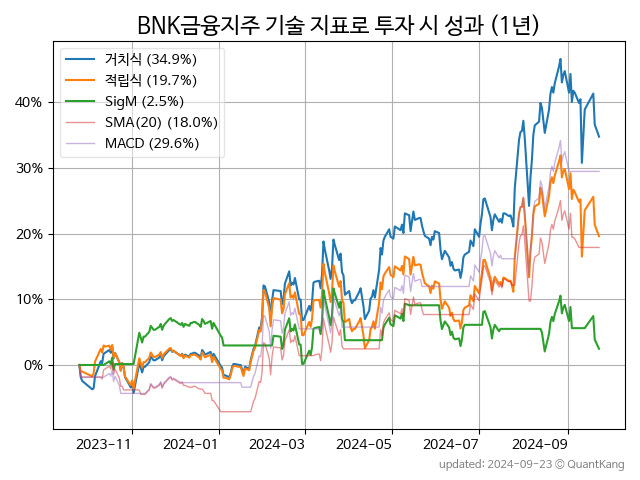 BNK금융지주 기술 지표로 투자 시 성과 (1년)
거치식 (34.9%)
적립식 (19.7%)
SigM (2.5%)
SMA(20) (18.0%)
MACD (29.6%)
40%
30%
20%
10%
0%
2023-11 2024-01 2024-03 2024-05 2024-07 2024-09
updated: 2024-09-23 ⓒ QuantKang